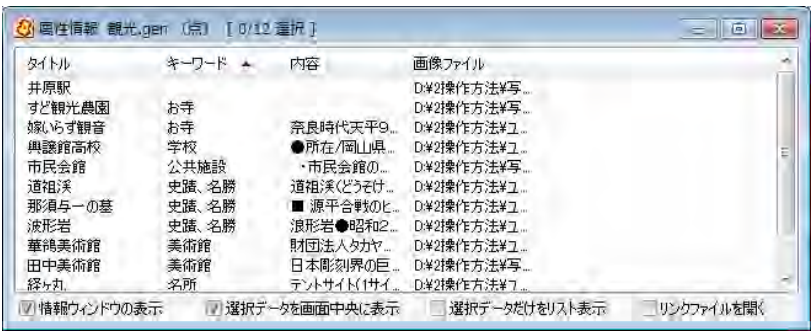 属性情報 観光.gen （点） [ 0/12 選択 ]
タイトル キーワード 内容 画像ファイル
井原駅 D:¥2操作方法¥写...
すど観光農園 お寺 D:¥2操作方法¥写...
嫁いらず観音 お寺 奈良時代天平9... D:¥2操作方法¥ユ...
興譲館高校 学校 ●所在/岡山県... D:¥2操作方法¥ユ...
市民会館 公共施設 ・市民会館の... D:¥2操作方法¥写...
道祖渓 史蹟、名勝 道祖渓(どうそけ... D:¥2操作方法¥ユ...
那須与一の墓 史蹟、名勝 ■ 源平合戦のヒ... D:¥2操作方法¥ユ...
波形岩 史蹟、名勝 浪形岩●昭和2... D:¥2操作方法¥ユ...
華鴒美術館 美術館 財団法人タカヤ... D:¥2操作方法¥ユ...
田中美術館 美術館 日本彫刻界の巨... D:¥2操作方法¥写...
経ヶ丸 名所 テントサイト(1サイ... D:¥2操作方法¥ユ...
情報ウィンドウの表示 選択データを画面中央に表示 選択データだけをリスト表示 リンクファイルを開く